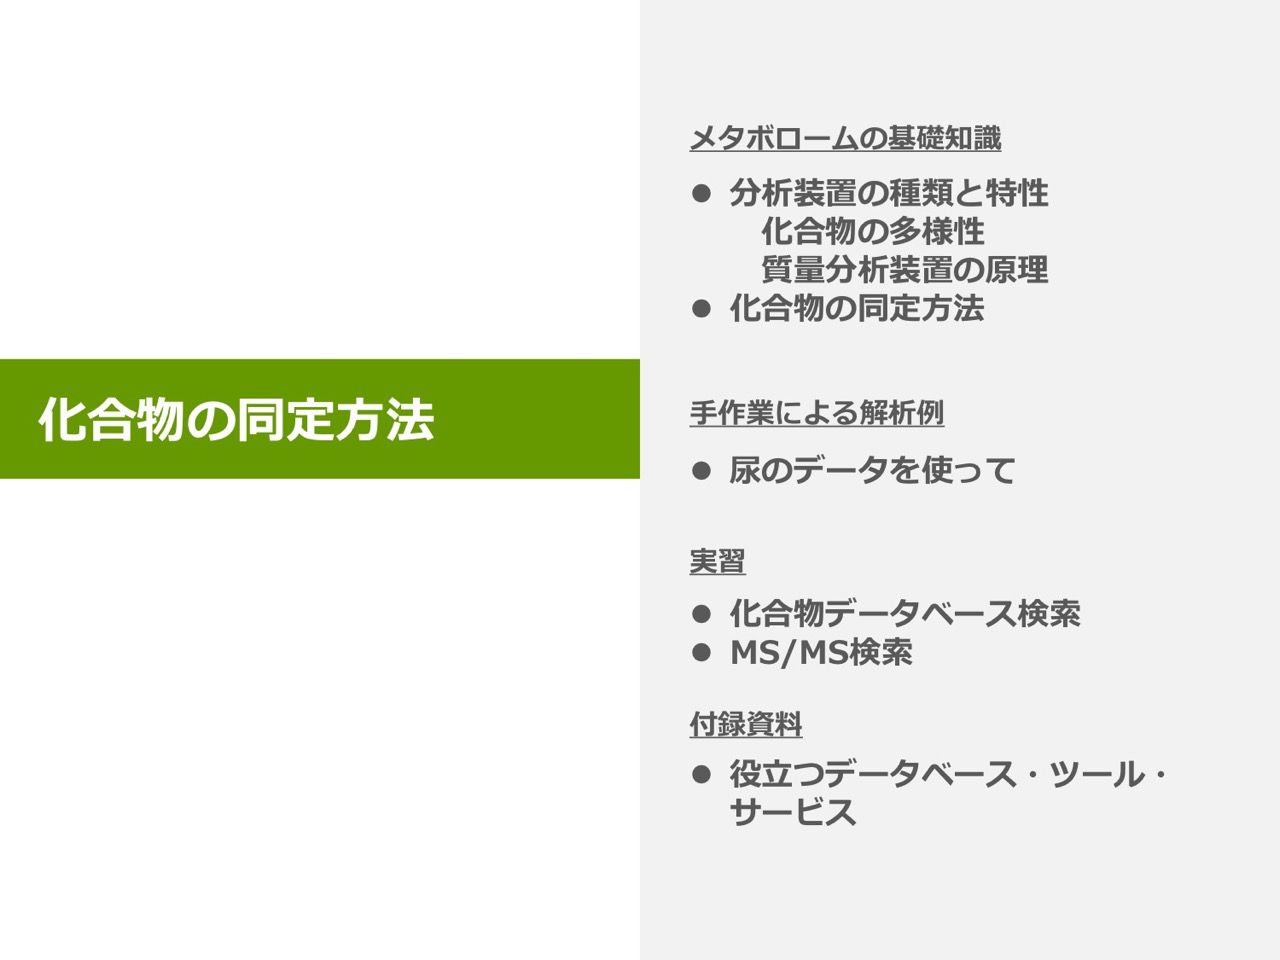 化合物の同定方法
メタボロームの基礎知識
● 分析装置の種類と特性
化合物の多様性
質量分析装置の原理
● 化合物の同定方法
手作業による解析例
● 尿のデータを使って
実習
● 化合物データベース検索
● MS/MS検索
付録資料
● 役立つデータベース・ツール・
サービス